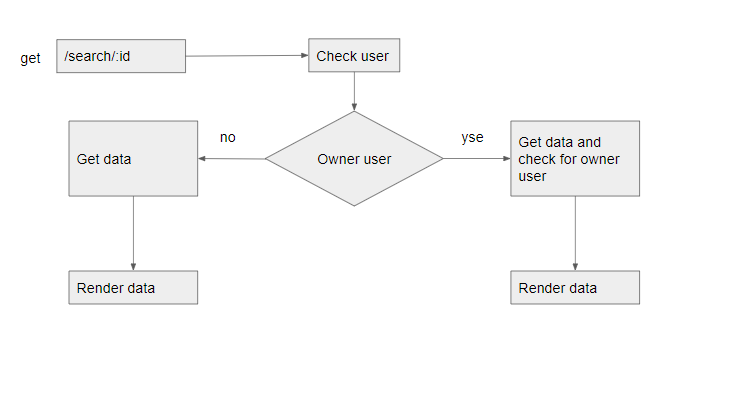 get
/search/:id
Check user
no
Owner user
yse
Get data
Get data and
check for owner
user
Render data
Render data